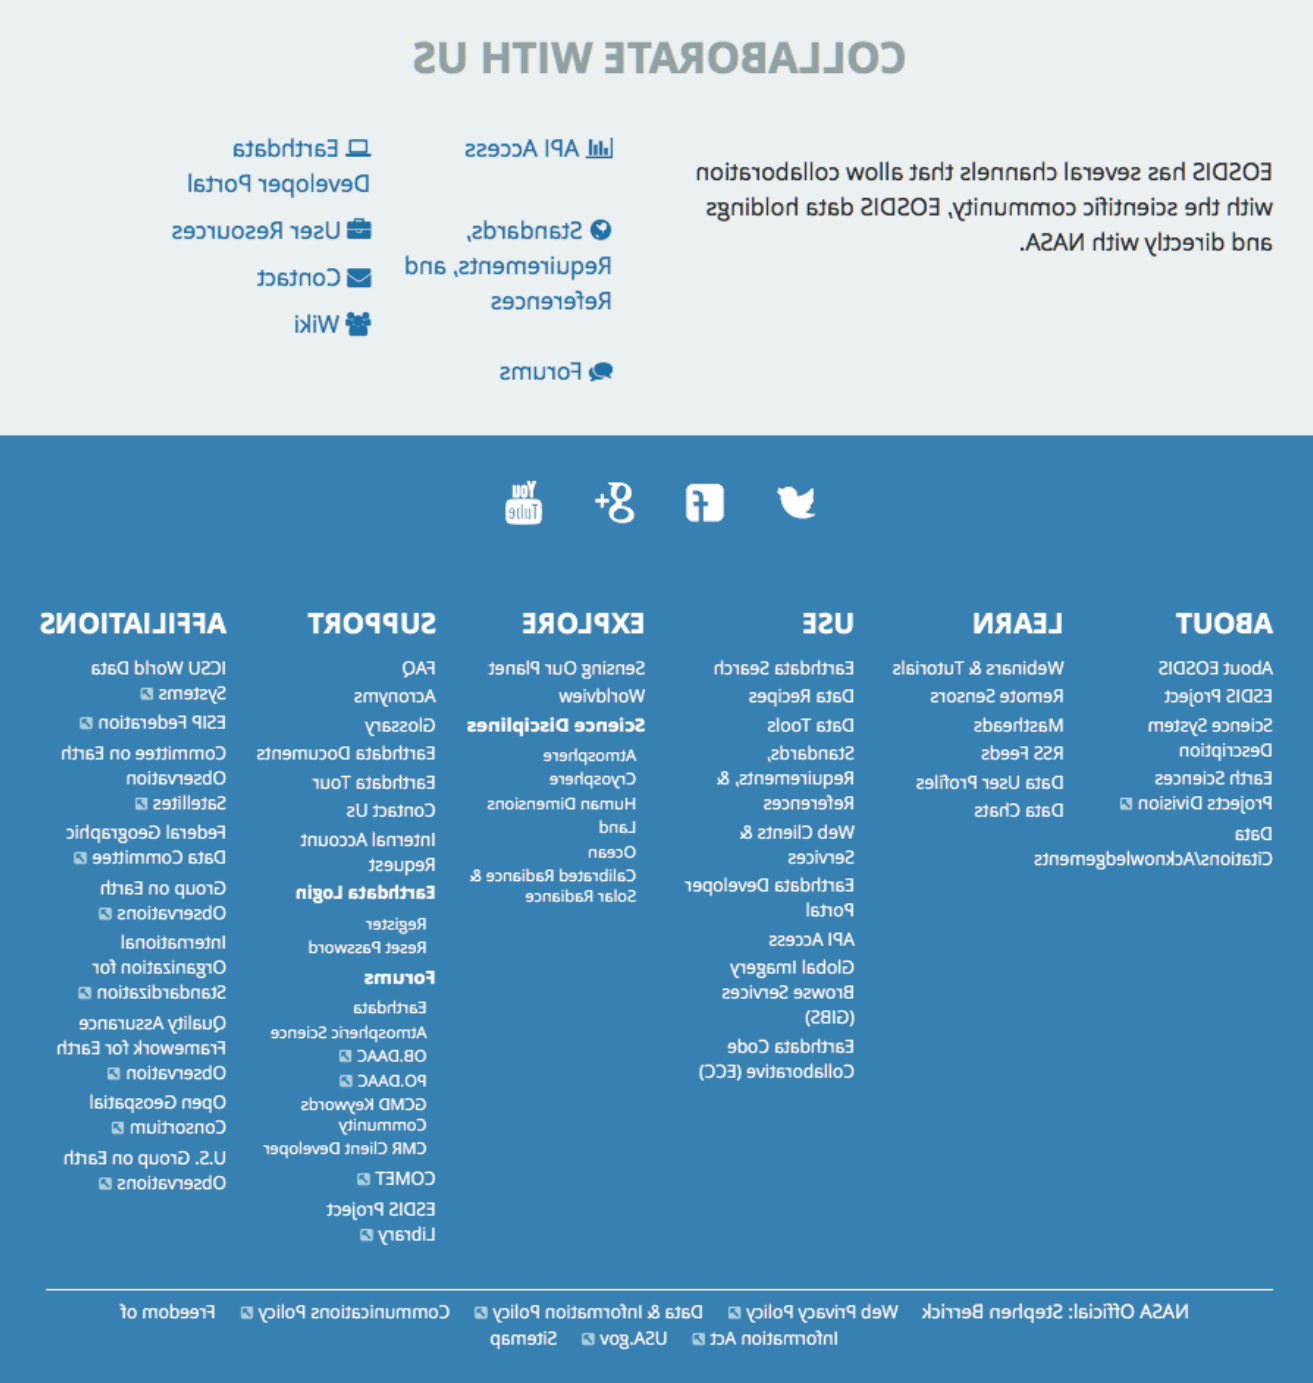 COLLABORATE WITH US
EOSDIS has several channels that allow collaboration
with the scientific community, EOSDIS data holdings
and directly with NASA.
API Access
Standards,
Requirements, and
References
Forums
Earthdata
Developer Portal
User Resources
Contact
Wiki
g+
You
Tube
ABOUT
About EOSDIS
ESDIS Project
Science System
Description
Earth Sciences
Projects Division
Data
Citations/Acknowledgements
LEARN
Webinars & Tutorials
Remote Sensors
Mastheads
RSS Feeds
Data User Profiles
Data Chats
USE
Earthdata Search
Data Recipes
Data Tools
Standards,
Requirements, &
References
Web Clients &
Services
Earthdata Developer
Portal
API Access
Global Imagery
Browse Services
(GIBS)
Earthdata Code
Collaborative (ECC)
EXPLORE
Sensing Our Planet
Worldview
Science Disciplines
Atmosphere
Cryosphere
Human Dimensions
Land
Ocean
Calibrated Radiance &
Solar Radiance
SUPPORT
FAQ
Acronyms
Glossary
Earthdata Documents
Earthdata Tour
Contact Us
Internal Account
Request
Earthdata Login
Register
Reset Password
Forums
Earthdata
Atmospheric Science
OB.DAAC
PO.DAAC
GCMD Keywords
Community
CMR Client Developer
COMET
ESDIS Project
Library
AFFILIATIONS
ICSU World Data
Systems
ESIP Federation
Committee on Earth
Observation
Satellites
Federal Geographic
Data Committee
Group on Earth
Observations
International
Organization for
Standardization
Quality Assurance
Framework for Earth
Observation
Open Geospatial
Consortium
U.S. Group on Earth
Observations
NASA Official: Stephen Berrick Web Privacy Policy Data & Information Policy Communications Policy Freedom of
Information Act USA.gov Sitemap